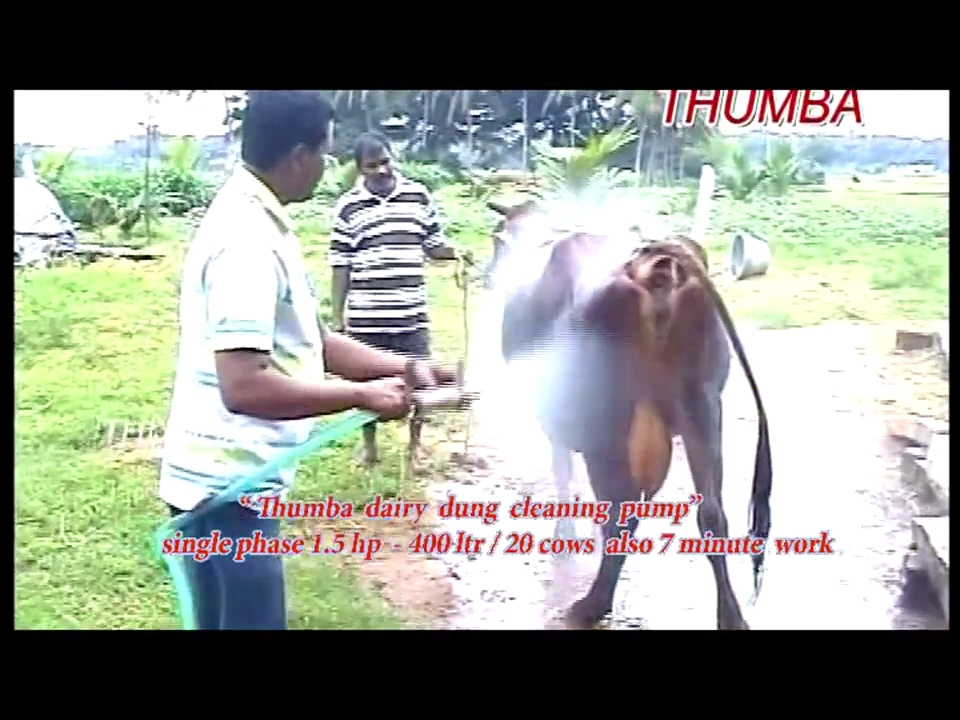 THUMBA
"Thumba dairy dung cleaning pump"
single phase 1.5 hp - 400 ltr / 20 cows also 7 minute work